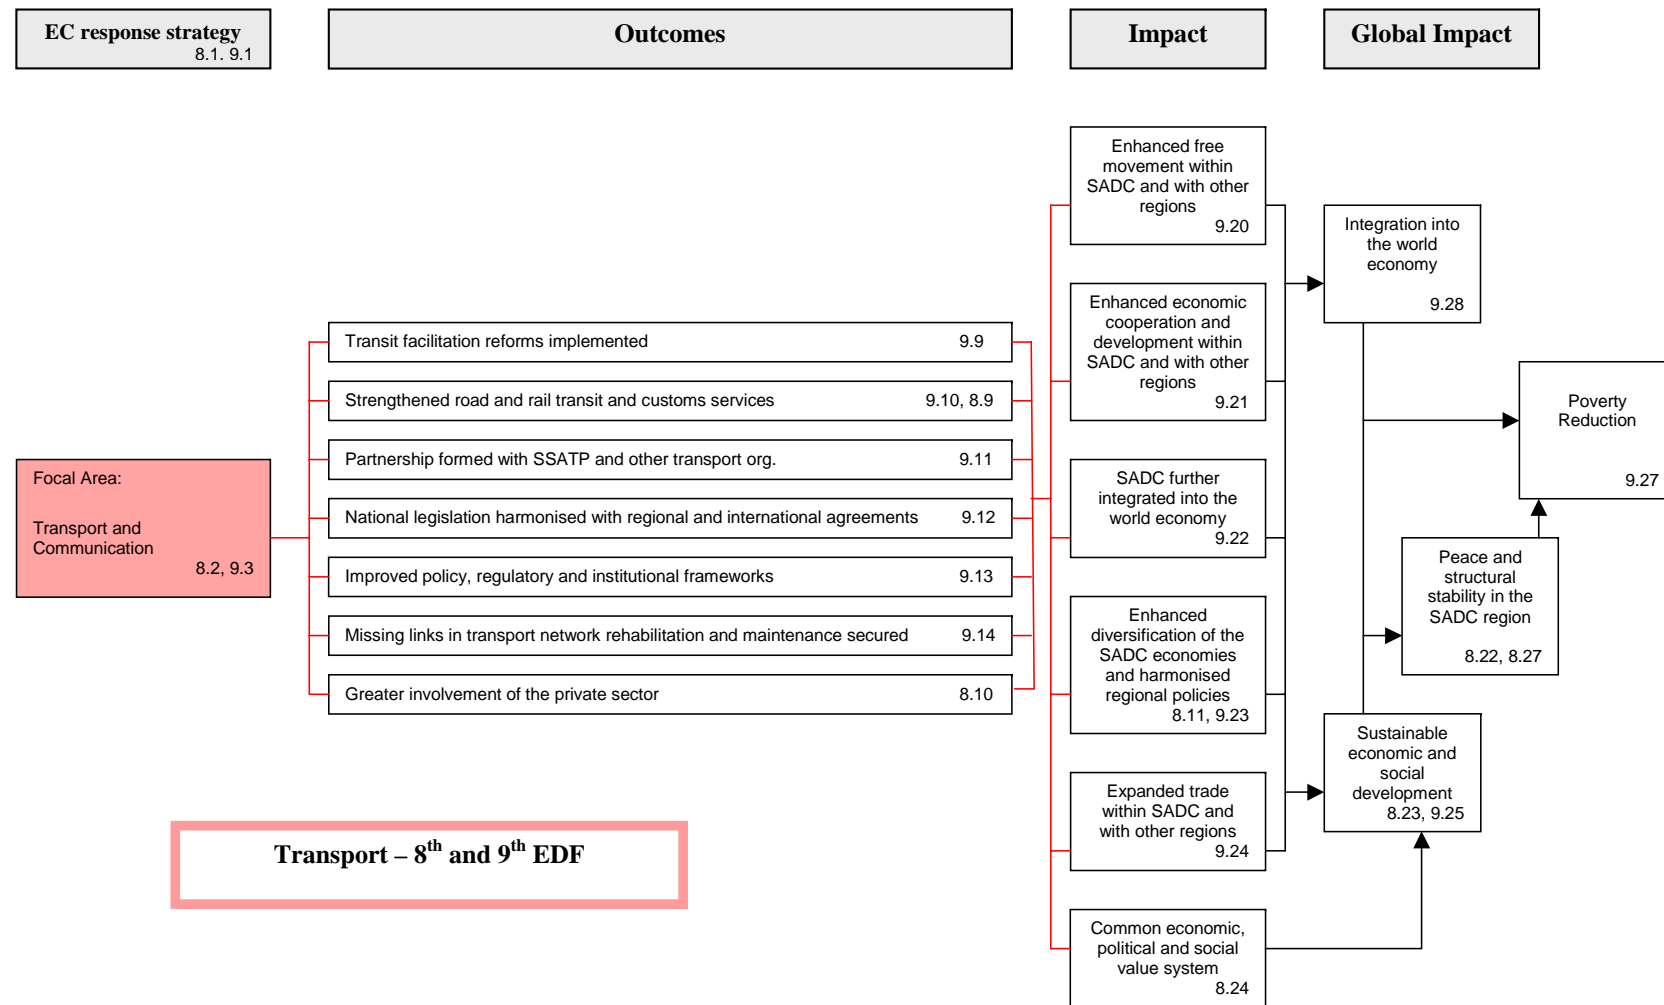 EC response strategy
8.1. 9.1
Outcomes
Impact
Global Impact
Focal Area:
Transport and
Communication
8.2, 9.3
Transit facilitation reforms implemented 9.9
Strengthened road and rail transit and customs services 9.10, 8.9
Partnership formed with SSATP and other transport org. 9.11
National legislation harmonised with regional and international agreements 9.12
Improved policy, regulatory and institutional frameworks 9.13
Missing links in transport network rehabilitation and maintenance secured 9.14
Greater involvement of the private sector 8.10
Transport – 8th and 9th EDF
Enhanced free
movement within
SADC and with other
regions
9.20
Enhanced economic
cooperation and
development within
SADC and with other
regions
9.21
SADC further
integrated into the
world economy
9.22
Enhanced
diversification of the
SADC economies
and harmonised
regional policies
8.11, 9.23
Expanded trade
within SADC and
with other regions
9.24
Common economic,
political and social
value system
8.24
Integration into
the world
economy
9.28
Poverty
Reduction
9.27
Peace and
structural
stability in the
SADC region
8.22, 8.27
Sustainable
economic and
social
development
8.23, 9.25